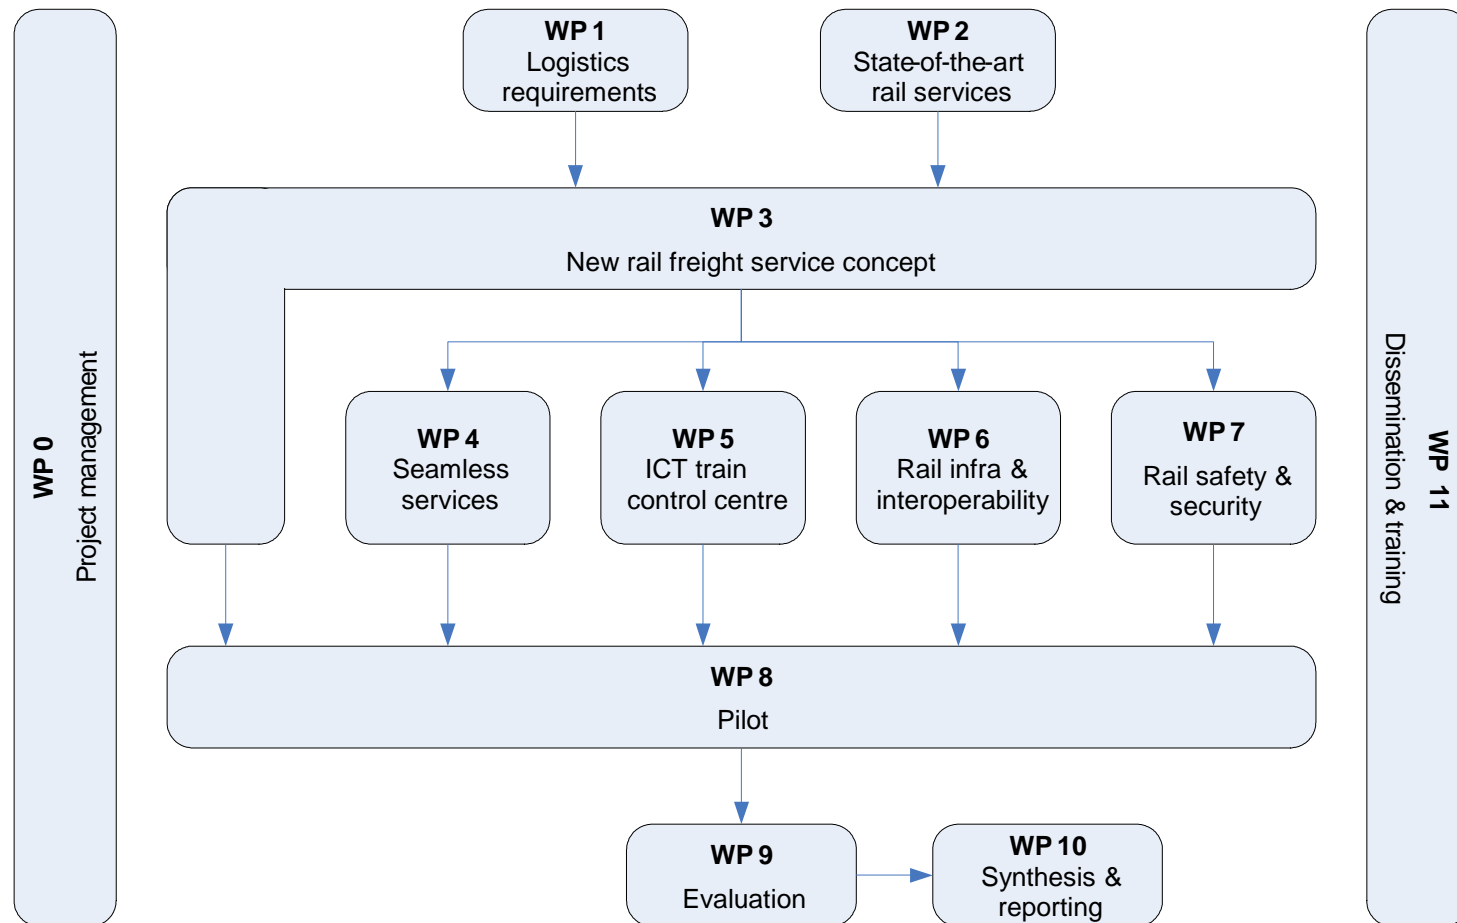 WP 0
Project management
WP 1
Logistics
requirements
WP 2
State-of-the-art
rail services
WP 3
New rail freight service concept
WP 4
Seamless
services
WP 5
ICT train
control centre
WP 6
Rail infra &
interoperability
WP 7
Rail safety &
security
WP 8
Pilot
WP 9
Evaluation
WP 10
Synthesis &
reporting
WP 11
Dissemination & training